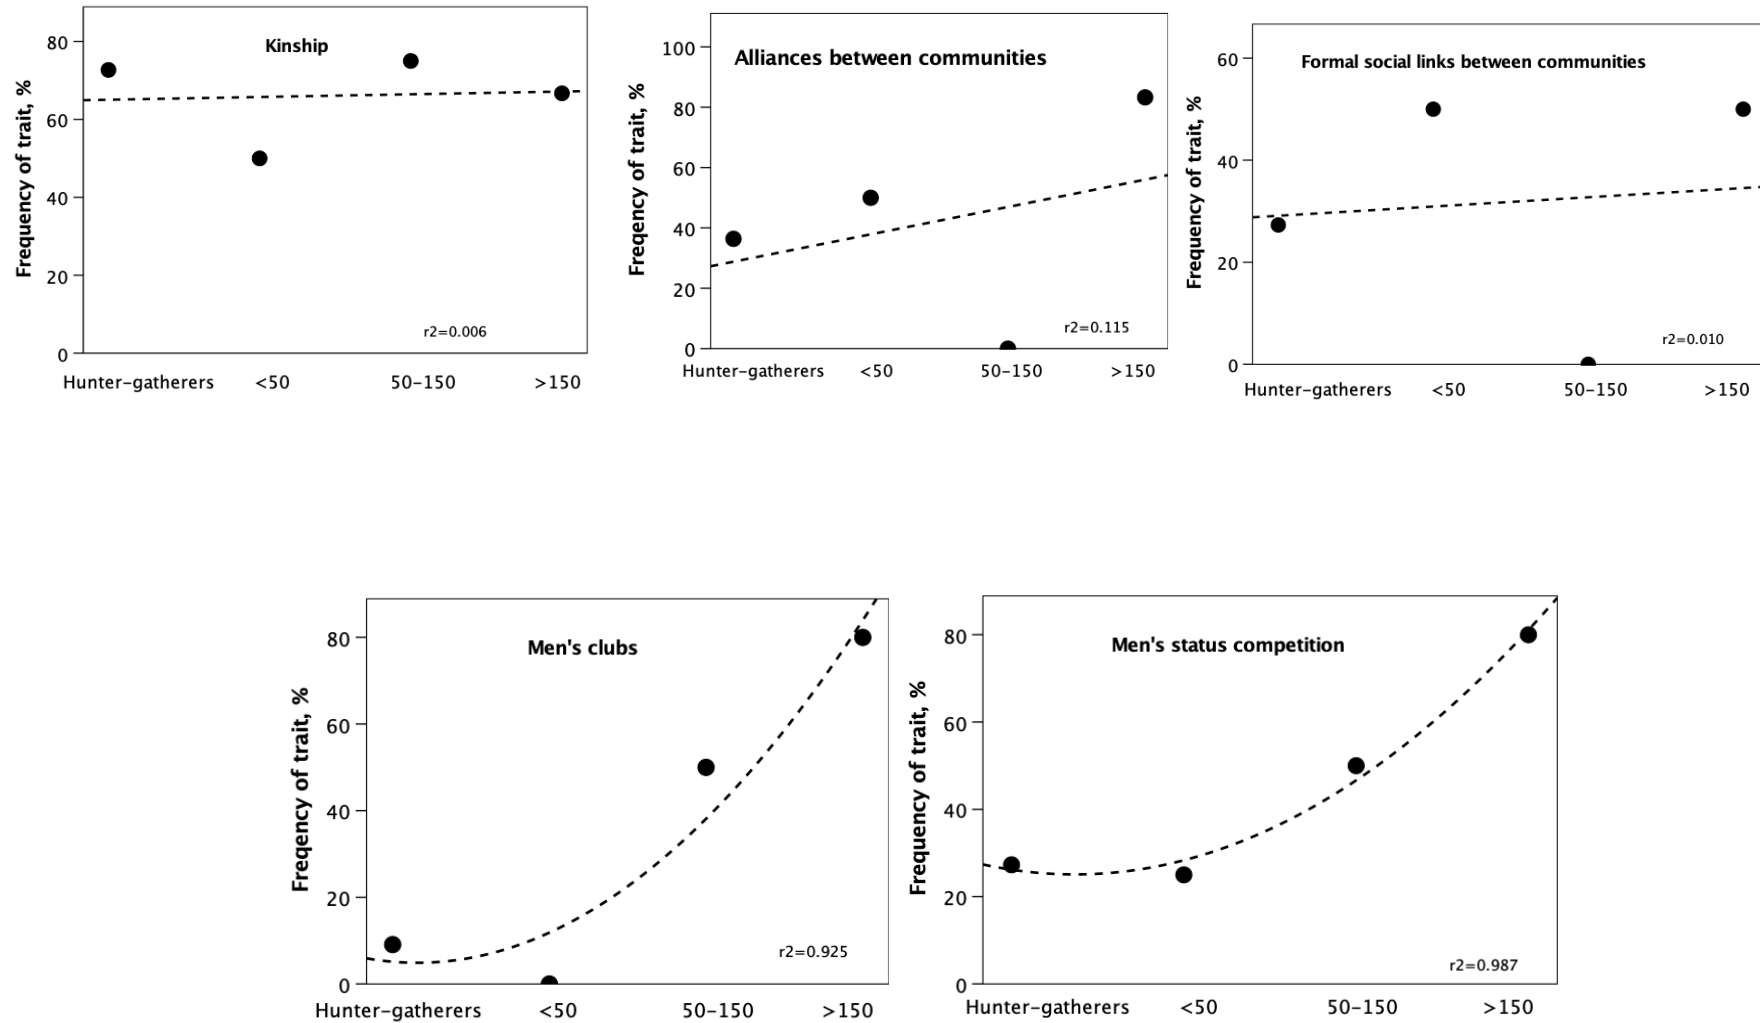 Kinship
Frequency of trait, %
80
60
40
20
0
r2=0.006
Hunter-gatherers <50 50-150 >150
Alliances between communities
Freqency of trait, %
100
80
60
40
20
0
r2=0.115
Hunter-gatherers <50 50-150 >150
Formal social links between communities
Frequency of trait, %
60
40
20
0
r2=0.010
Hunter-gatherers <50 50-150 >150
Men's clubs
Freqency of trait, %
80
60
40
20
0
r2=0.925
Hunter-gatherers <50 50-150 >150
Men's status competition
Frequency of trait, %
80
60
40
20
0
r2=0.987
Hunter-gatherers <50 50-150 >150